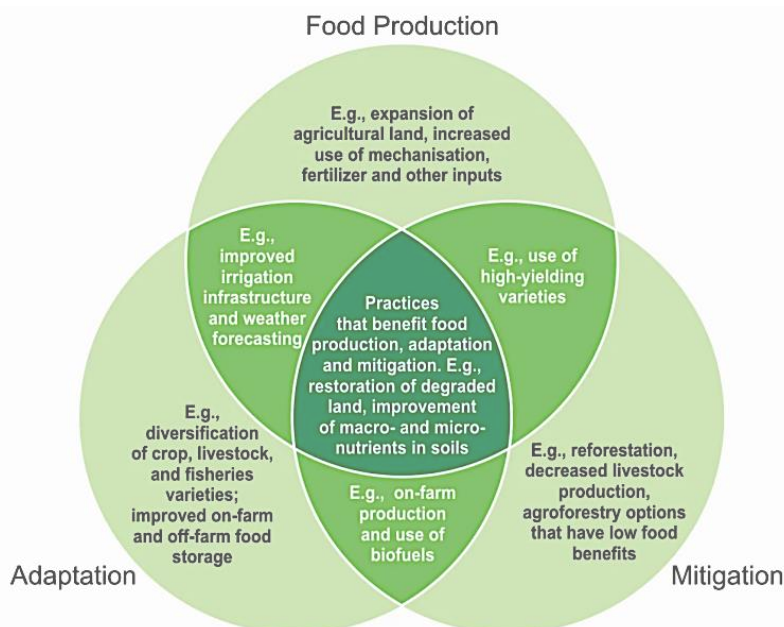 Food Production
E.g., expansion of
agricultural land, increased
use of mechanisation,
fertilizer and other inputs
E.g.,
improved
irrigation
infrastructure
and weather
forecasting
E.g., use of
high-yielding
varieties
Practices
that benefit food
production, adaptation
and mitigation. E.g.,
restoration of degraded
land, improvement
of macro- and micro-
nutrients in soils
E.g.,
diversification
of crop, livestock,
and fisheries
varieties;
improved on-farm
and off-farm food
storage
E.g., on-farm
production
and use of
biofuels
E.g., reforestation,
decreased livestock
production,
agroforestry options
that have low food
benefits
Adaptation
Mitigation